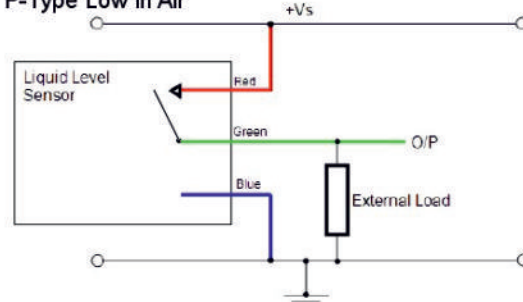 P-Type Low in Air
+Vs
Liquid Level
Sensor
Red
Green
O/P
Blue
External Load